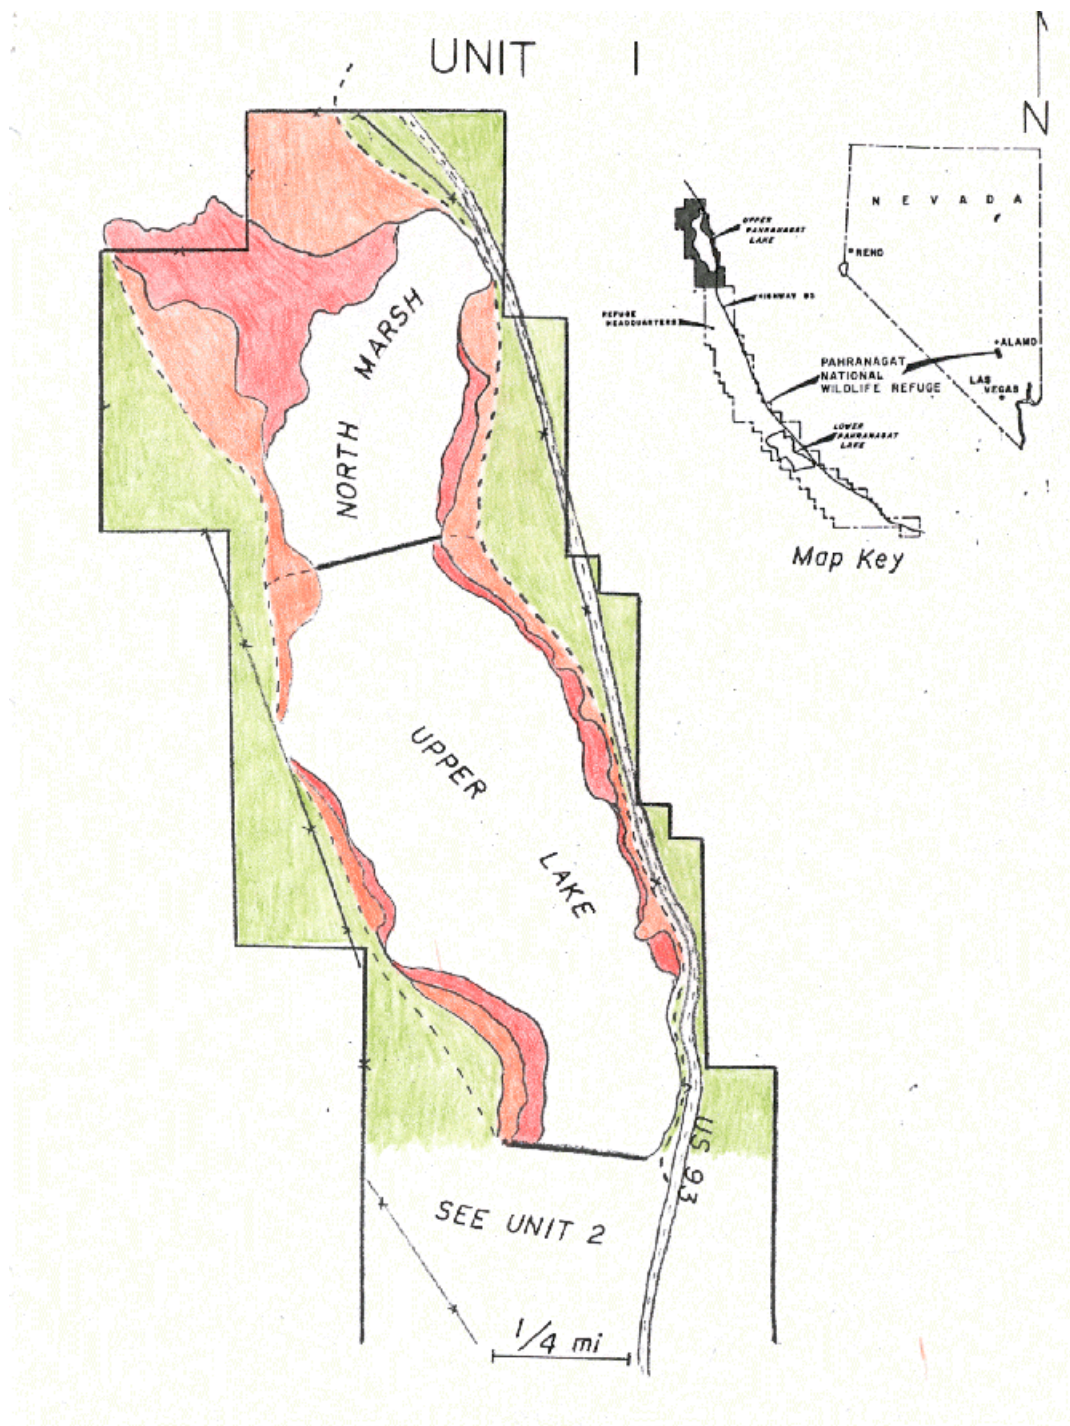 UNIT 1
N
NEVADA
RENO
ALAMO
LAS
VEGAS
PAHRANAGAT
NATIONAL
WILDLIFE REFUGE
UPPER
PAHRANAGAT
LAKE
HIGHWAY 93
REFUGE
HEADQUARTERS
LOWER
PAHRANAGAT
LAKE
Map Key
NORTH MARSH
UPPER LAKE
US 93
SEE UNIT 2
1/4 mi